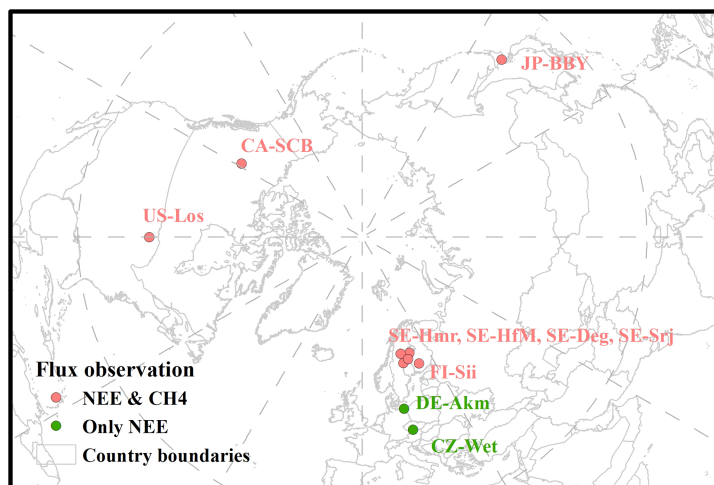 JP-BBY
CA-SCB
US-Los
SE-Hmr, SE-HfM, SE-Deg, SE-Srj
FI-Sii
DE-Akm
CZ-Wet
Flux observation
NEE & CH4
Only NEE
Country boundaries